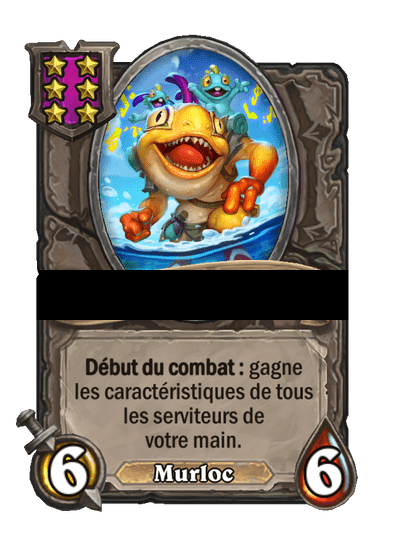 Début du combat : gagne
les caractéristiques de tous
les serviteurs de
votre main.
6
Murloc
6